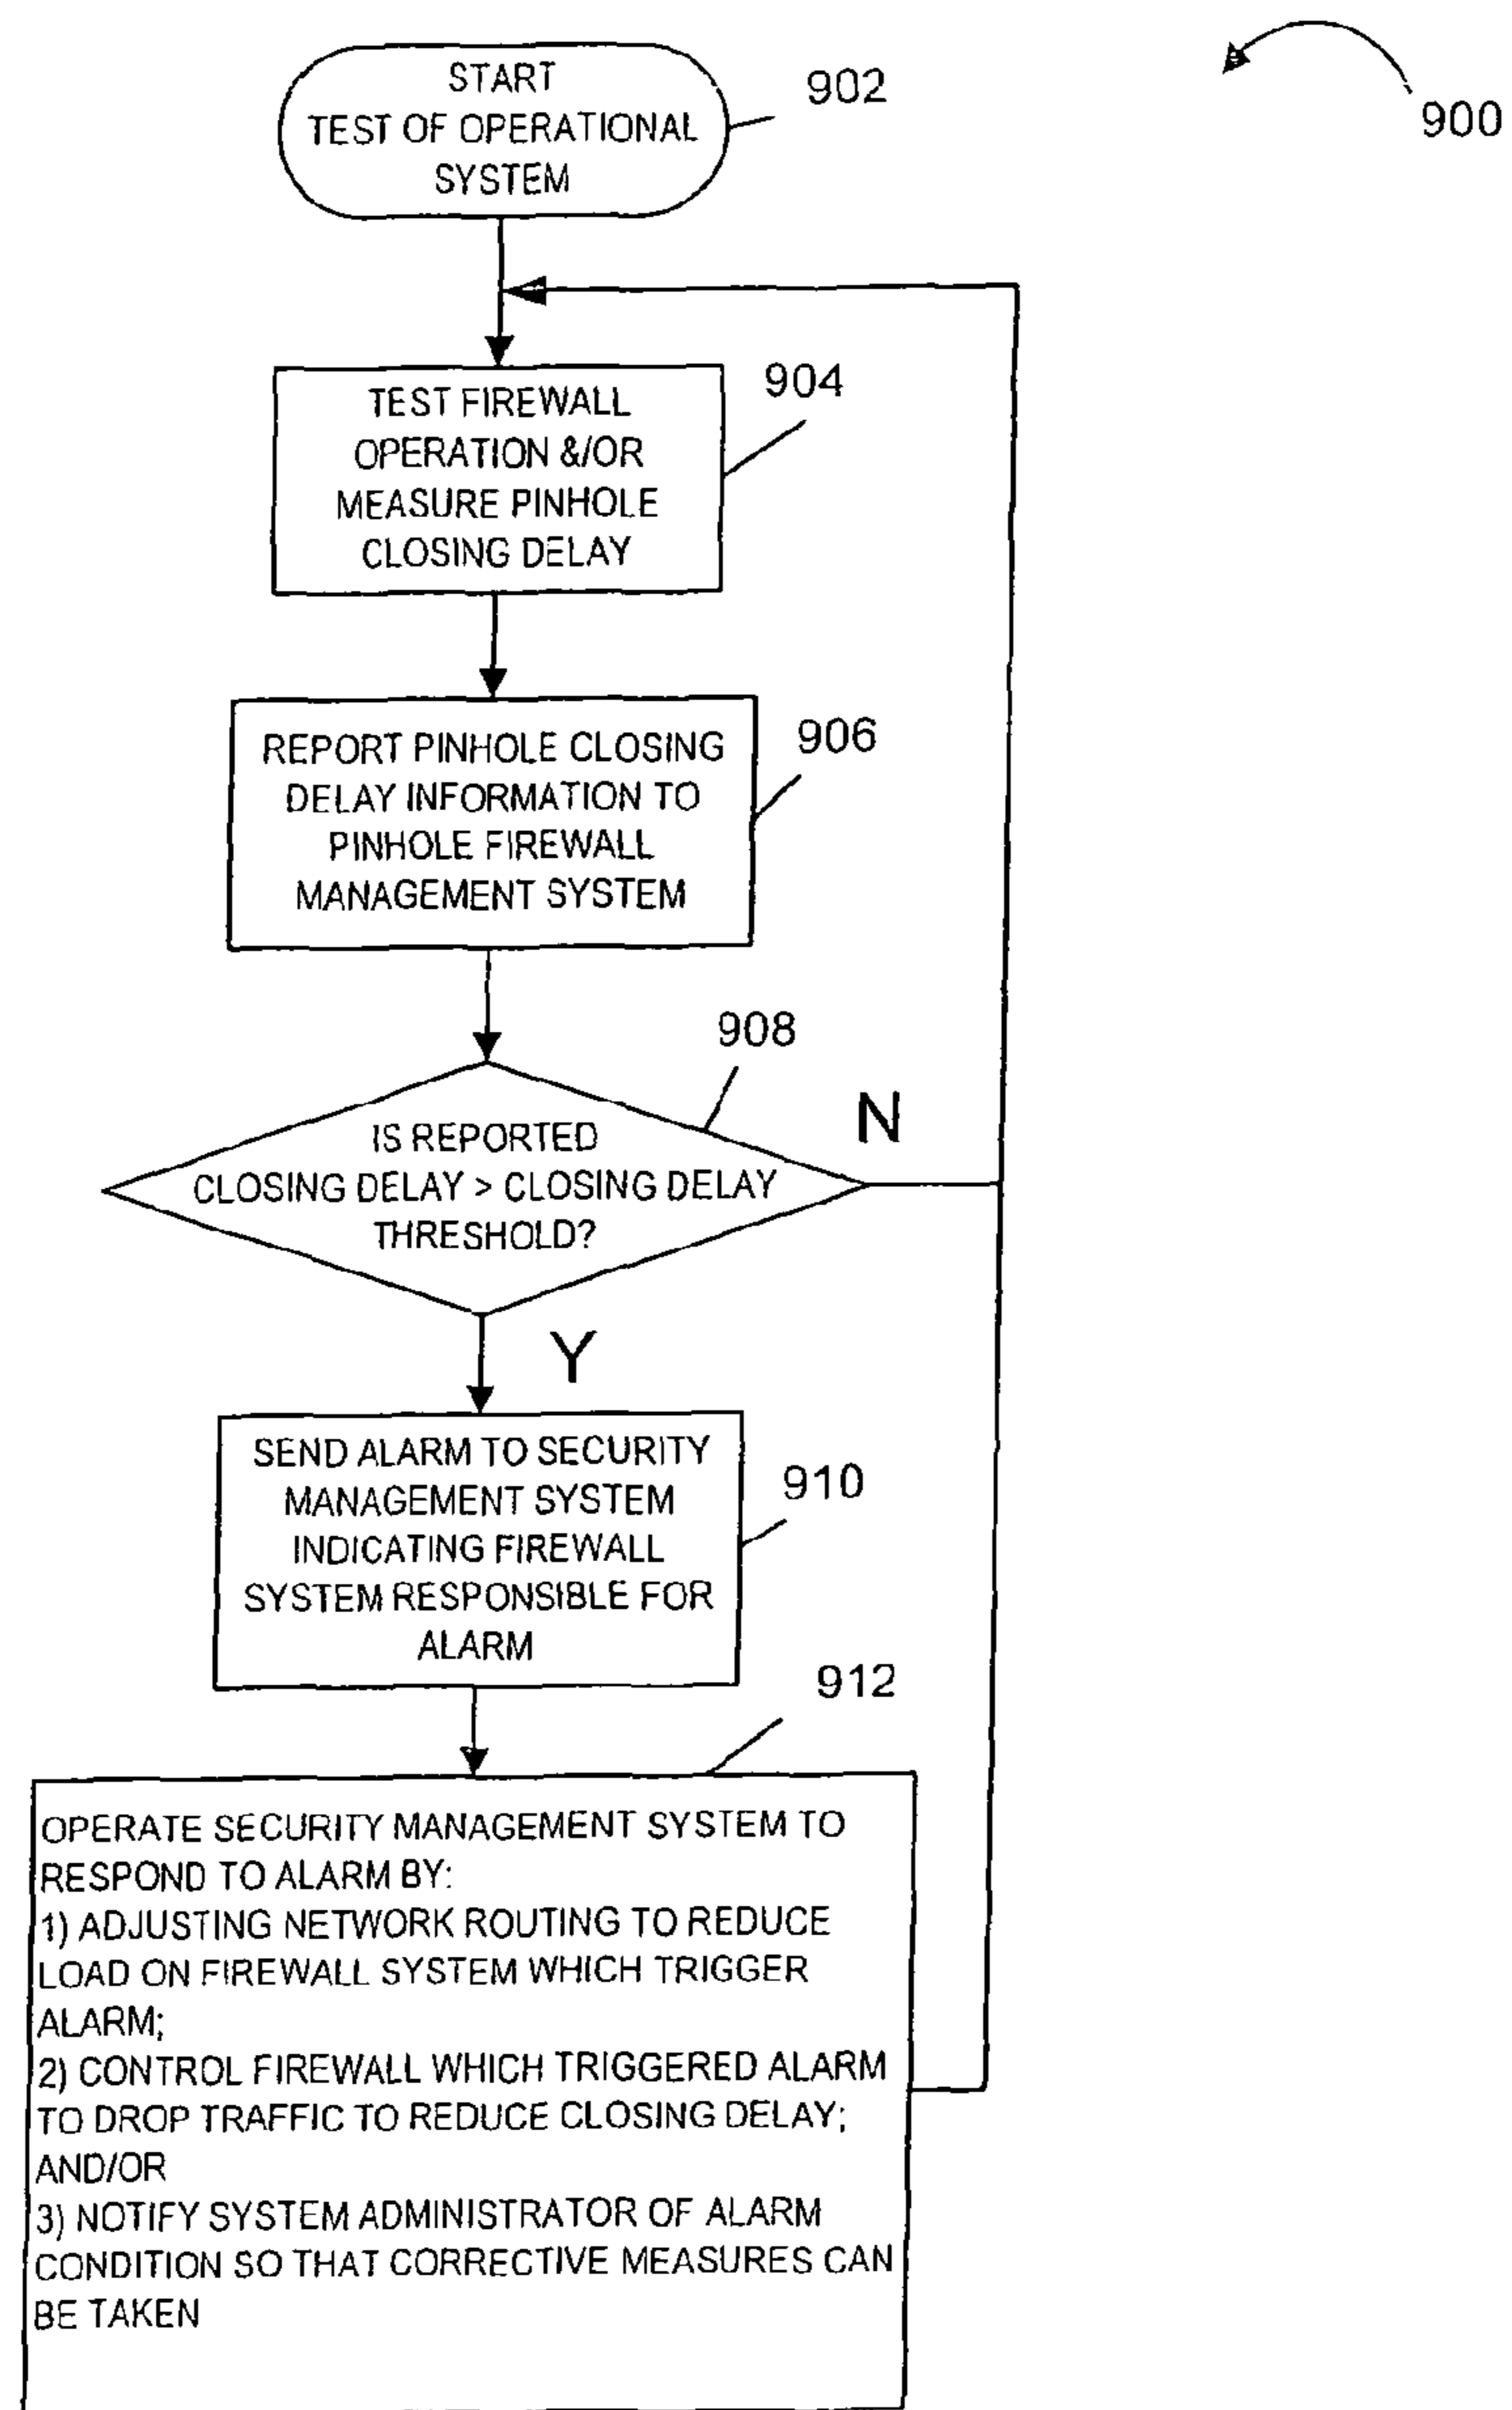 START
TEST OF OPERATIONAL
SYSTEM
902
900
TEST FIREWALL
OPERATION &/OR
MEASURE PINHOLE
CLOSING DELAY
904
REPORT PINHOLE CLOSING
DELAY INFORMATION TO
PINHOLE FIREWALL
MANAGEMENT SYSTEM
906
908
IS REPORTED
CLOSING DELAY > CLOSING DELAY
THRESHOLD?
N
Y
SEND ALARM TO SECURITY
MANAGEMENT SYSTEM
INDICATING FIREWALL
SYSTEM RESPONSIBLE FOR
ALARM
910
912
OPERATE SECURITY MANAGEMENT SYSTEM TO
RESPOND TO ALARM BY:
1) ADJUSTING NETWORK ROUTING TO REDUCE
LOAD ON FIREWALL SYSTEM WHICH TRIGGER
ALARM;
2) CONTROL FIREWALL WHICH TRIGGERED ALARM
TO DROP TRAFFIC TO REDUCE CLOSING DELAY;
AND/OR
3) NOTIFY SYSTEM ADMINISTRATOR OF ALARM
CONDITION SO THAT CORRECTIVE MEASURES CAN
BE TAKEN